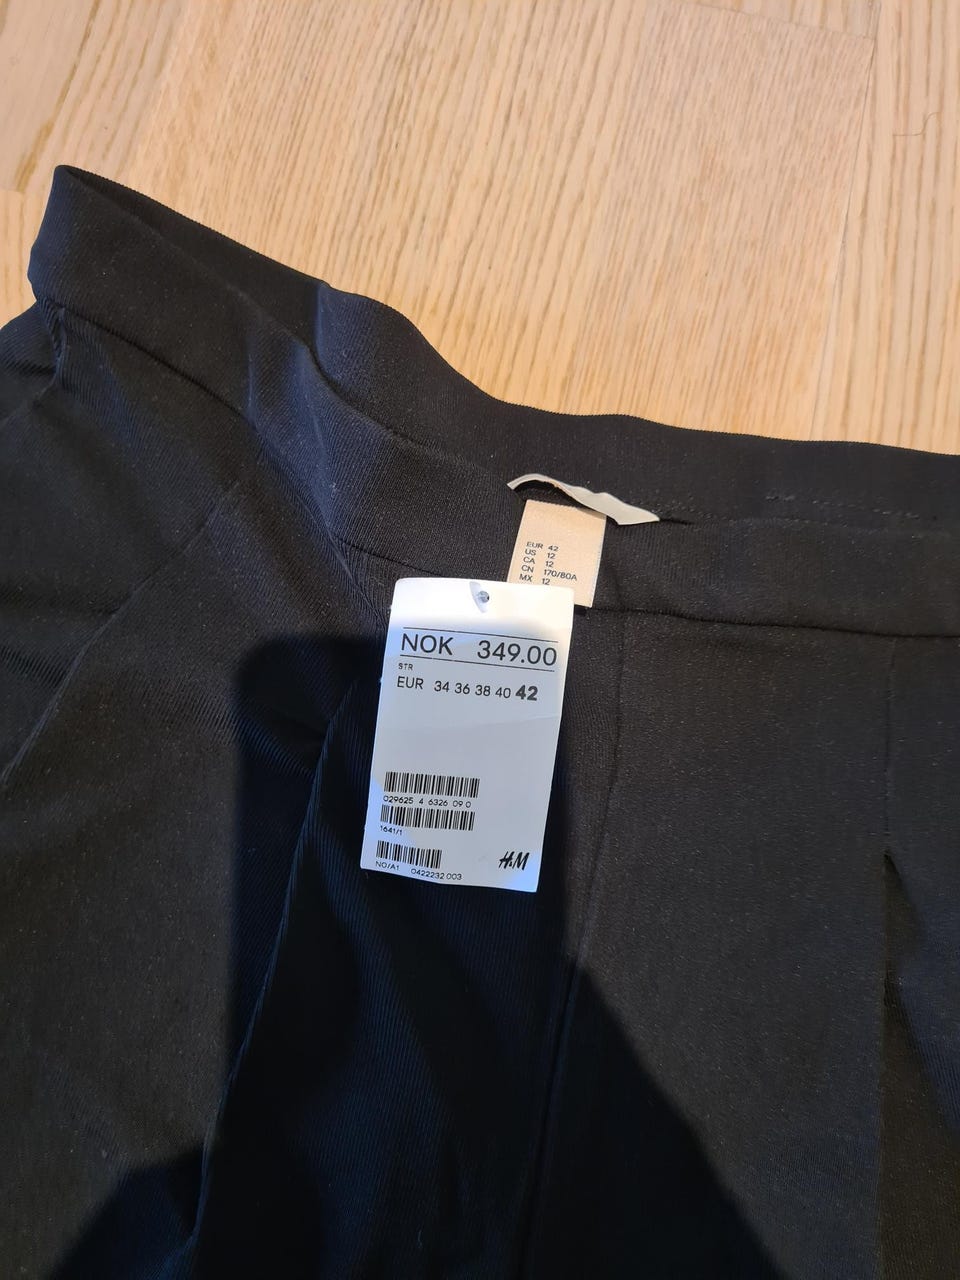 EUR 42
US 12
CA 12
CN 170/80A
MX 12
NOK 349.00
STR
EUR 34 36 38 40 42
029625 4 6326 09 0
1641/1
H&M
NO/A1 0422232 003